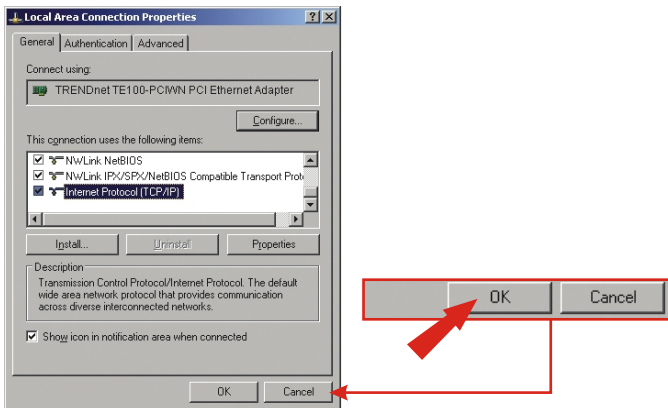 Local Area Connection Properties
General Authentication Advanced
Connect using:
TRENDnet TE100-PCIWN PCI Ethernet Adapter
Configure...
This connection uses the following items:
NWLink NetBIOS
NWLink IPX/SPX/NetBIOS Compatible Transport Prot
Internet Protocol (TCP/IP)
Install... Uninstall Properties
Description
Transmission Control Protocol/Internet Protocol. The default
wide area network protocol that provides communication
across diverse interconnected networks.
Show icon in notification area when connected
OK Cancel
OK Cancel